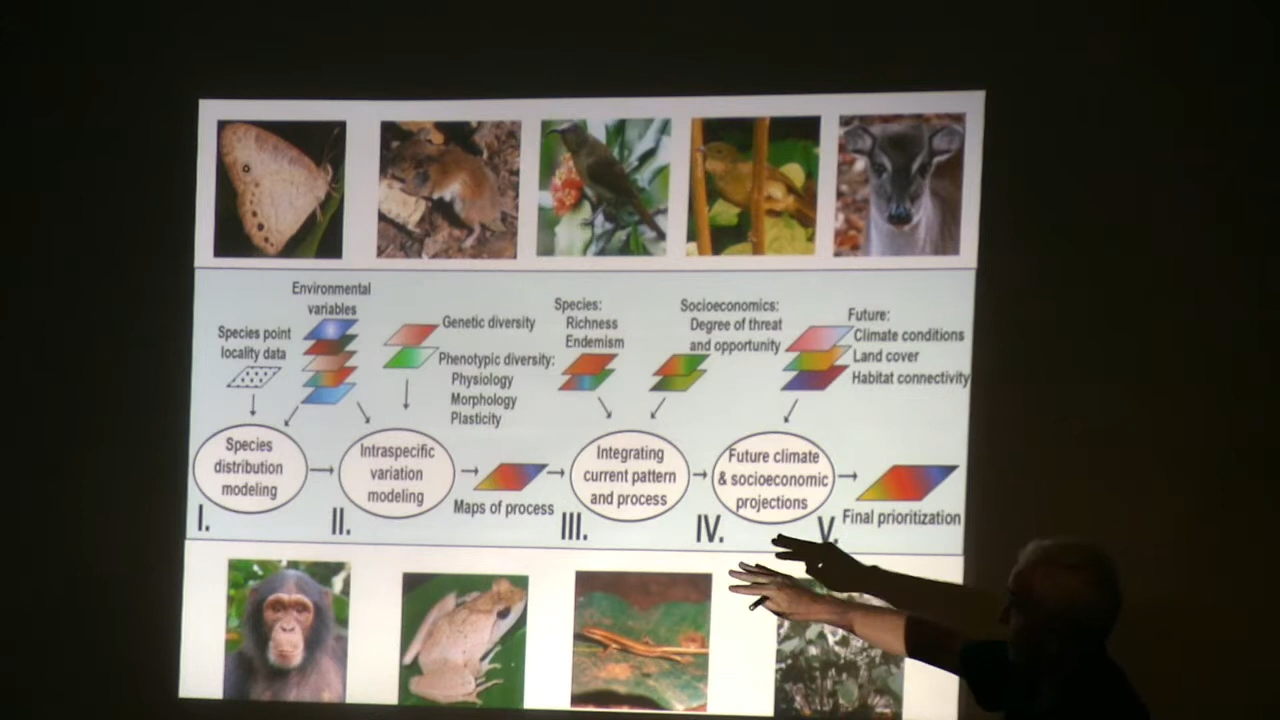 Environmental
variables
Species point
locality data
Genetic diversity
Phenotypic diversity:
Physiology
Morphology
Plasticity
Species:
Richness
Endemism
Socioeconomics:
Degree of threat
and opportunity
Future:
Climate conditions
Land cover
Habitat connectivity
Species
distribution
modeling
Intraspecific
variation
modeling
Maps of process
Integrating
current pattern
and process
Future climate
& socioeconomic
projections
Final prioritization
I.
II.
III.
IV.
V.